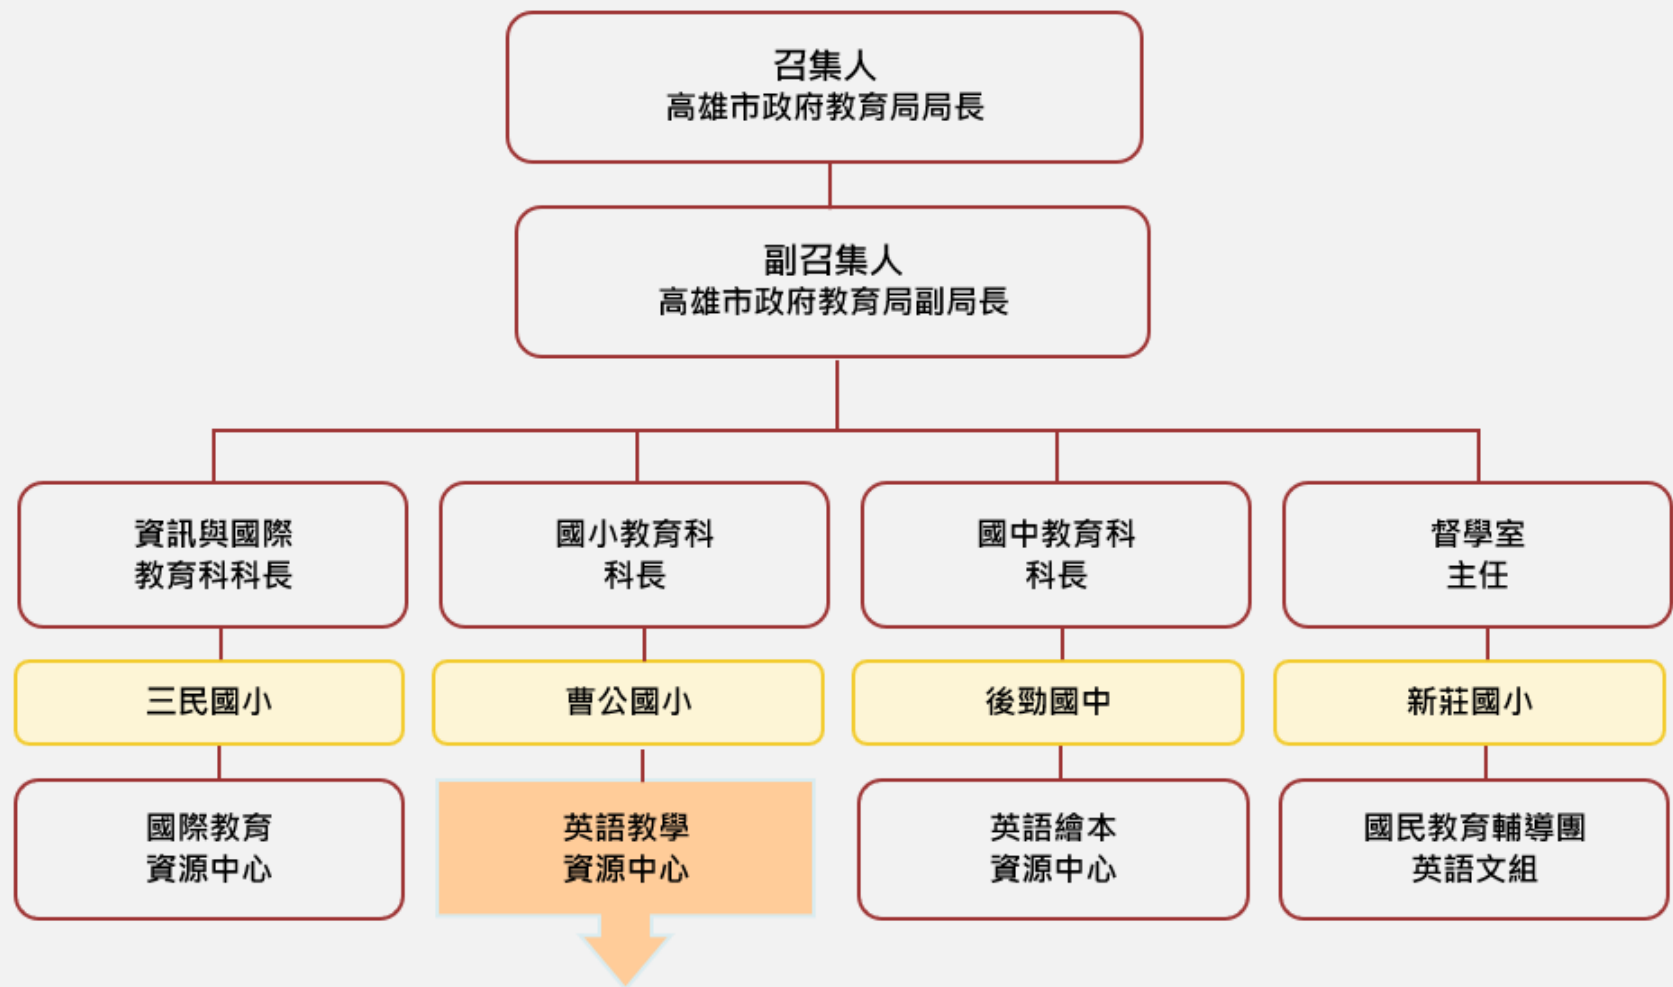 召集人
高雄市政府教育局局長
副召集人
高雄市政府教育局副局長
資訊與國際
教育科科長
國小教育科
科長
國中教育科
科長
督學室
主任
三民國小
曹公國小
後勁國中
新莊國小
國際教育
資源中心
英語教學
資源中心
英語繪本
資源中心
國民教育輔導團
英語文組